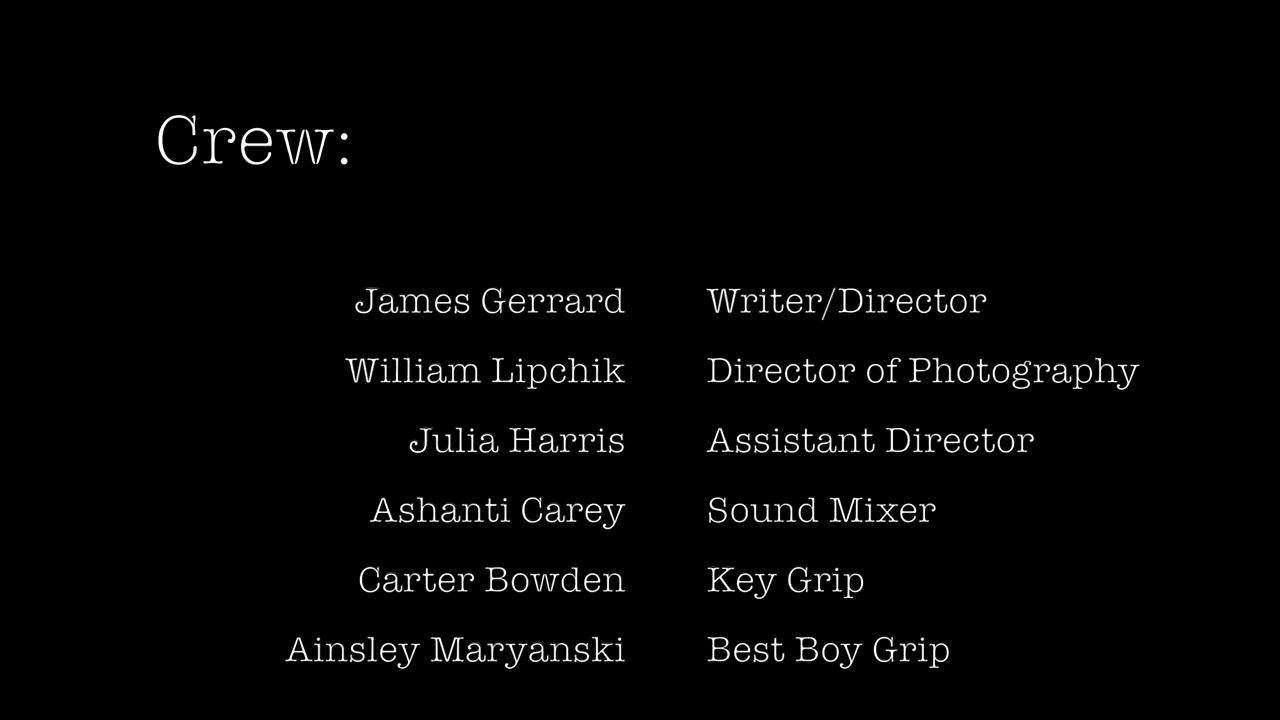 Crew:
James Gerrard Writer/Director
William Lipchik Director of Photography
Julia Harris Assistant Director
Ashanti Carey Sound Mixer
Carter Bowden Key Grip
Ainsley Maryanski Best Boy Grip